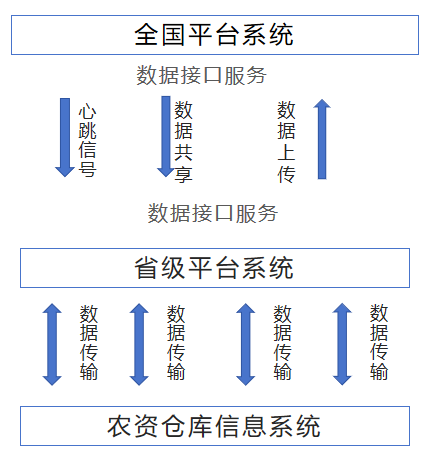 全国平台系统
数据接口服务
心跳信号
数据共享
数据上传
数据接口服务
省级平台系统
数据传输
数据传输
数据传输
数据传输
农资仓库信息系统